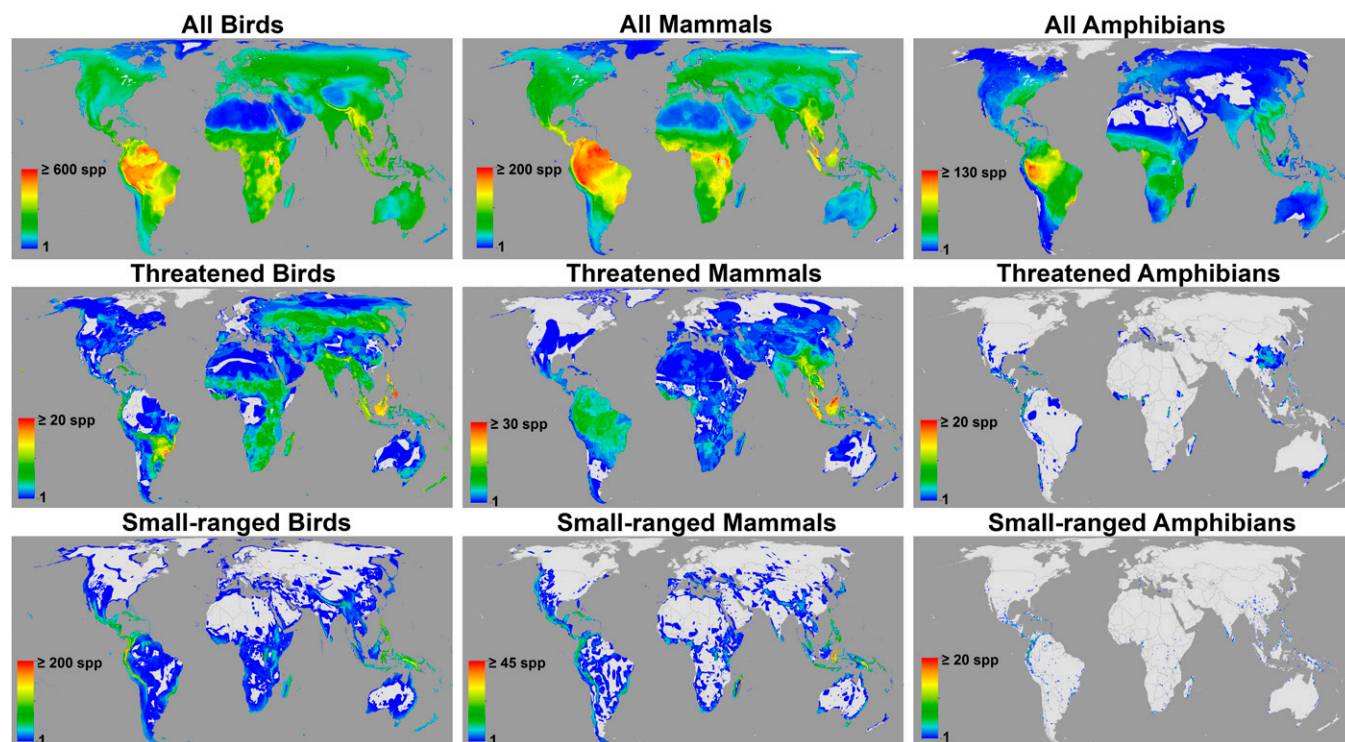 All Birds
All Mammals
All Amphibians
≥ 600 spp
1
≥ 200 spp
1
≥ 130 spp
1
Threatened Birds
Threatened Mammals
Threatened Amphibians
≥ 20 spp
1
≥ 30 spp
1
≥ 20 spp
1
Small-ranged Birds
Small-ranged Mammals
Small-ranged Amphibians
≥ 200 spp
1
≥ 45 spp
1
≥ 20 spp
1